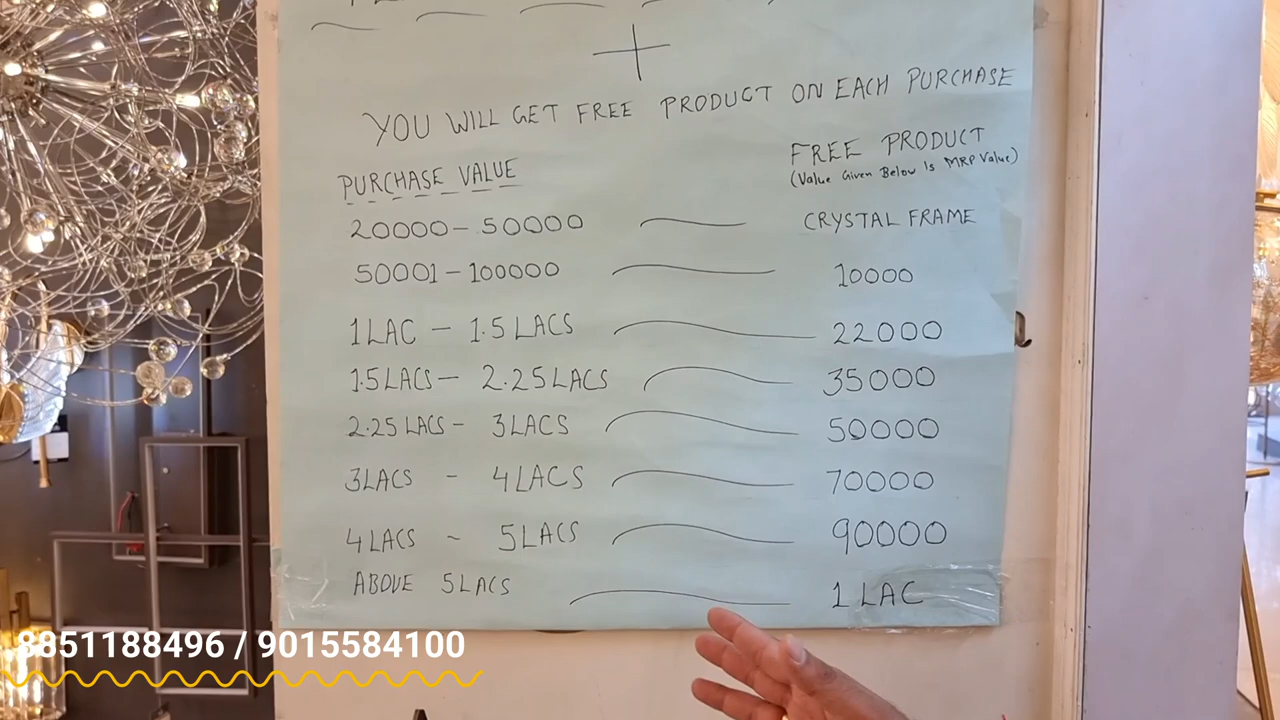 +
YOU WILL GET FREE PRODUCT ON EACH PURCHASE
PURCHASE VALUE FREE PRODUCT
(Value Given Below Is MRP Value)
20000 - 50000 CRYSTAL FRAME
50001 - 100000 10000
1 LAC - 1.5 LACS 22000
1.5 LACS - 2.25 LACS 35000
2.25 LACS - 3 LACS 50000
3 LACS - 4 LACS 70000
4 LACS - 5 LACS 90000
ABOVE 5 LACS 1 LAC
8851188496 / 9015584100